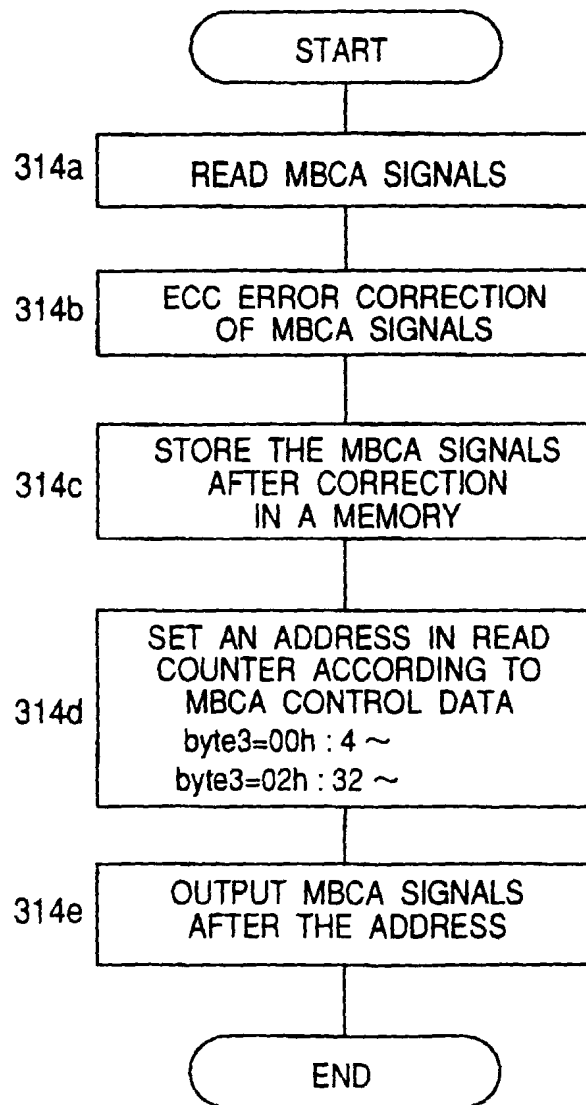 START
314a
READ MBCA SIGNALS
314b
ECC ERROR CORRECTION
OF MBCA SIGNALS
314c
STORE THE MBCA SIGNALS
AFTER CORRECTION
IN A MEMORY
314d
SET AN ADDRESS IN READ
COUNTER ACCORDING TO
MBCA CONTROL DATA
byte3=00h : 4 ~
byte3=02h : 32 ~
314e
OUTPUT MBCA SIGNALS
AFTER THE ADDRESS
END